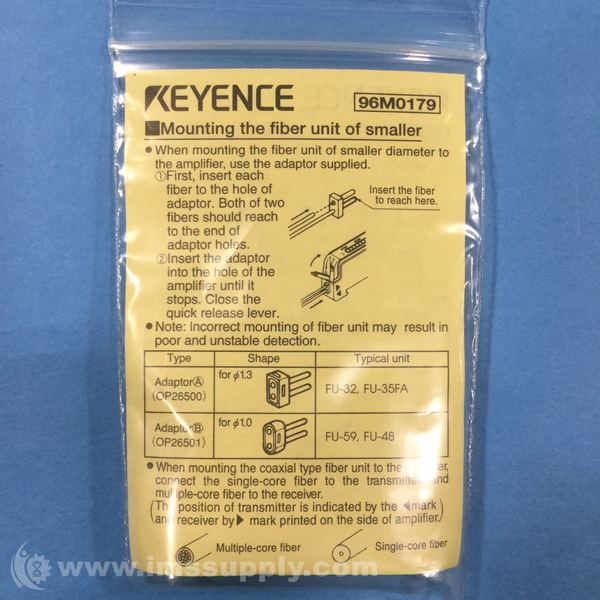 KEYENCE
96M0179
Mounting the fiber unit of smaller
● When mounting the fiber unit of smaller diameter to
the amplifier, use the adaptor supplied.
①First, insert each
fiber to the hole of
adaptor. Both of two
fibers should reach
to the end of
adaptor holes.
Insert the fiber
to reach here.
②Insert the adaptor
into the hole of the
amplifier until it
stops. Close the
quick release lever.
● Note: Incorrect mounting of fiber unit may result in
poor and unstable detection.
Type Shape Typical unit
AdaptorⒶ for ϕ1.3 FU-32, FU-35FA
(OP26500)
AdaptorⒷ for ϕ1.0 FU-59, FU-48
(OP26501)
● When mounting the coaxial type fiber unit to the
connect the single-core fiber to the transmitter, and
multiple-core fiber to the receiver.
(The position of transmitter is indicated by the ◀mark
and receiver by ▶ mark printed on the side of amplifier.)
Multiple-core fiber
Single-core fiber
© www.imssupply.com/